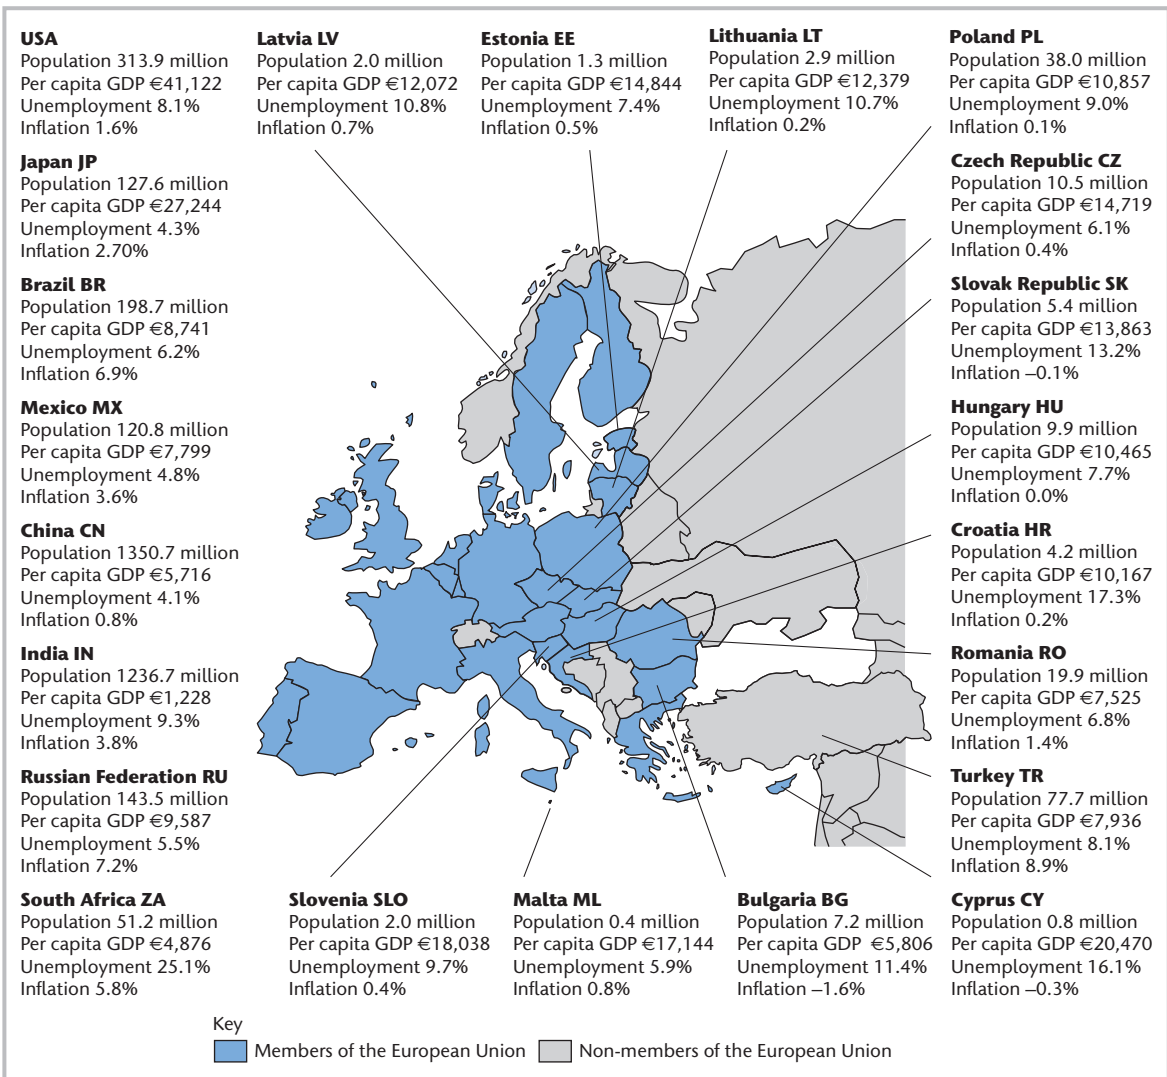 USA
Population 313.9 million
Per capita GDP €41,122
Unemployment 8.1%
Inflation 1.6%
Latvia LV
Population 2.0 million
Per capita GDP €12,072
Unemployment 10.8%
Inflation 0.7%
Estonia EE
Population 1.3 million
Per capita GDP €14,844
Unemployment 7.4%
Inflation 0.5%
Lithuania LT
Population 2.9 million
Per capita GDP €12,379
Unemployment 10.7%
Inflation 0.2%
Poland PL
Population 38.0 million
Per capita GDP €10,857
Unemployment 9.0%
Inflation 0.1%
Japan JP
Population 127.6 million
Per capita GDP €27,244
Unemployment 4.3%
Inflation 2.70%
Czech Republic CZ
Population 10.5 million
Per capita GDP €14,719
Unemployment 6.1%
Inflation 0.4%
Brazil BR
Population 198.7 million
Per capita GDP €8,741
Unemployment 6.2%
Inflation 6.9%
Slovak Republic SK
Population 5.4 million
Per capita GDP €13,863
Unemployment 13.2%
Inflation –0.1%
Mexico MX
Population 120.8 million
Per capita GDP €7,799
Unemployment 4.8%
Inflation 3.6%
Hungary HU
Population 9.9 million
Per capita GDP €10,465
Unemployment 7.7%
Inflation 0.0%
China CN
Population 1350.7 million
Per capita GDP €5,716
Unemployment 4.1%
Inflation 0.8%
Croatia HR
Population 4.2 million
Per capita GDP €10,167
Unemployment 17.3%
Inflation 0.2%
India IN
Population 1236.7 million
Per capita GDP €1,228
Unemployment 9.3%
Inflation 3.8%
Romania RO
Population 19.9 million
Per capita GDP €7,525
Unemployment 6.8%
Inflation 1.4%
Russian Federation RU
Population 143.5 million
Per capita GDP €9,587
Unemployment 5.5%
Inflation 7.2%
Turkey TR
Population 77.7 million
Per capita GDP €7,936
Unemployment 8.1%
Inflation 8.9%
South Africa ZA
Population 51.2 million
Per capita GDP €4,876
Unemployment 25.1%
Inflation 5.8%
Slovenia SLO
Population 2.0 million
Per capita GDP €18,038
Unemployment 9.7%
Inflation 0.4%
Malta ML
Population 0.4 million
Per capita GDP €17,144
Unemployment 5.9%
Inflation 0.8%
Bulgaria BG
Population 7.2 million
Per capita GDP €5,806
Unemployment 11.4%
Inflation –1.6%
Cyprus CY
Population 0.8 million
Per capita GDP €20,470
Unemployment 16.1%
Inflation –0.3%
Key
Members of the European Union
Non-members of the European Union